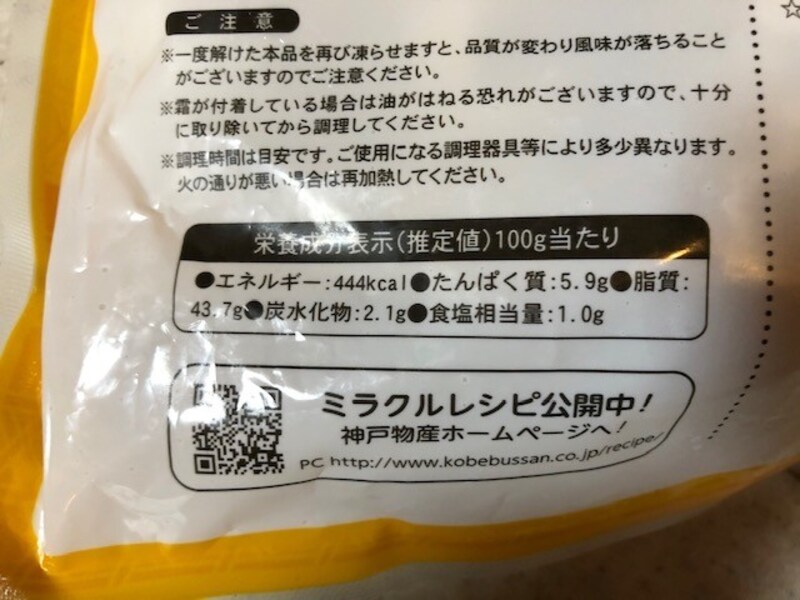 ご注意
※一度解けた本品を再び凍らせますと、品質が変わり風味が落ちること
がございますのでご注意ください。
※霜が付着している場合は油がはねる恐れがございますので、十分
に取り除いてから調理してください。
※調理時間は目安です。ご使用になる調理器具等により多少異なります。
火の通りが悪い場合は再加熱してください。
栄養成分表示(推定値)100g当たり
●エネルギー:444kcal●たんぱく質:5.9g●脂質:
43.7g●炭水化物:2.1g●食塩相当量:1.0g
ミラクルレシピ公開中!
神戸物産ホームページへ!
PC http://www.kobebussan.co.jp/recipe/